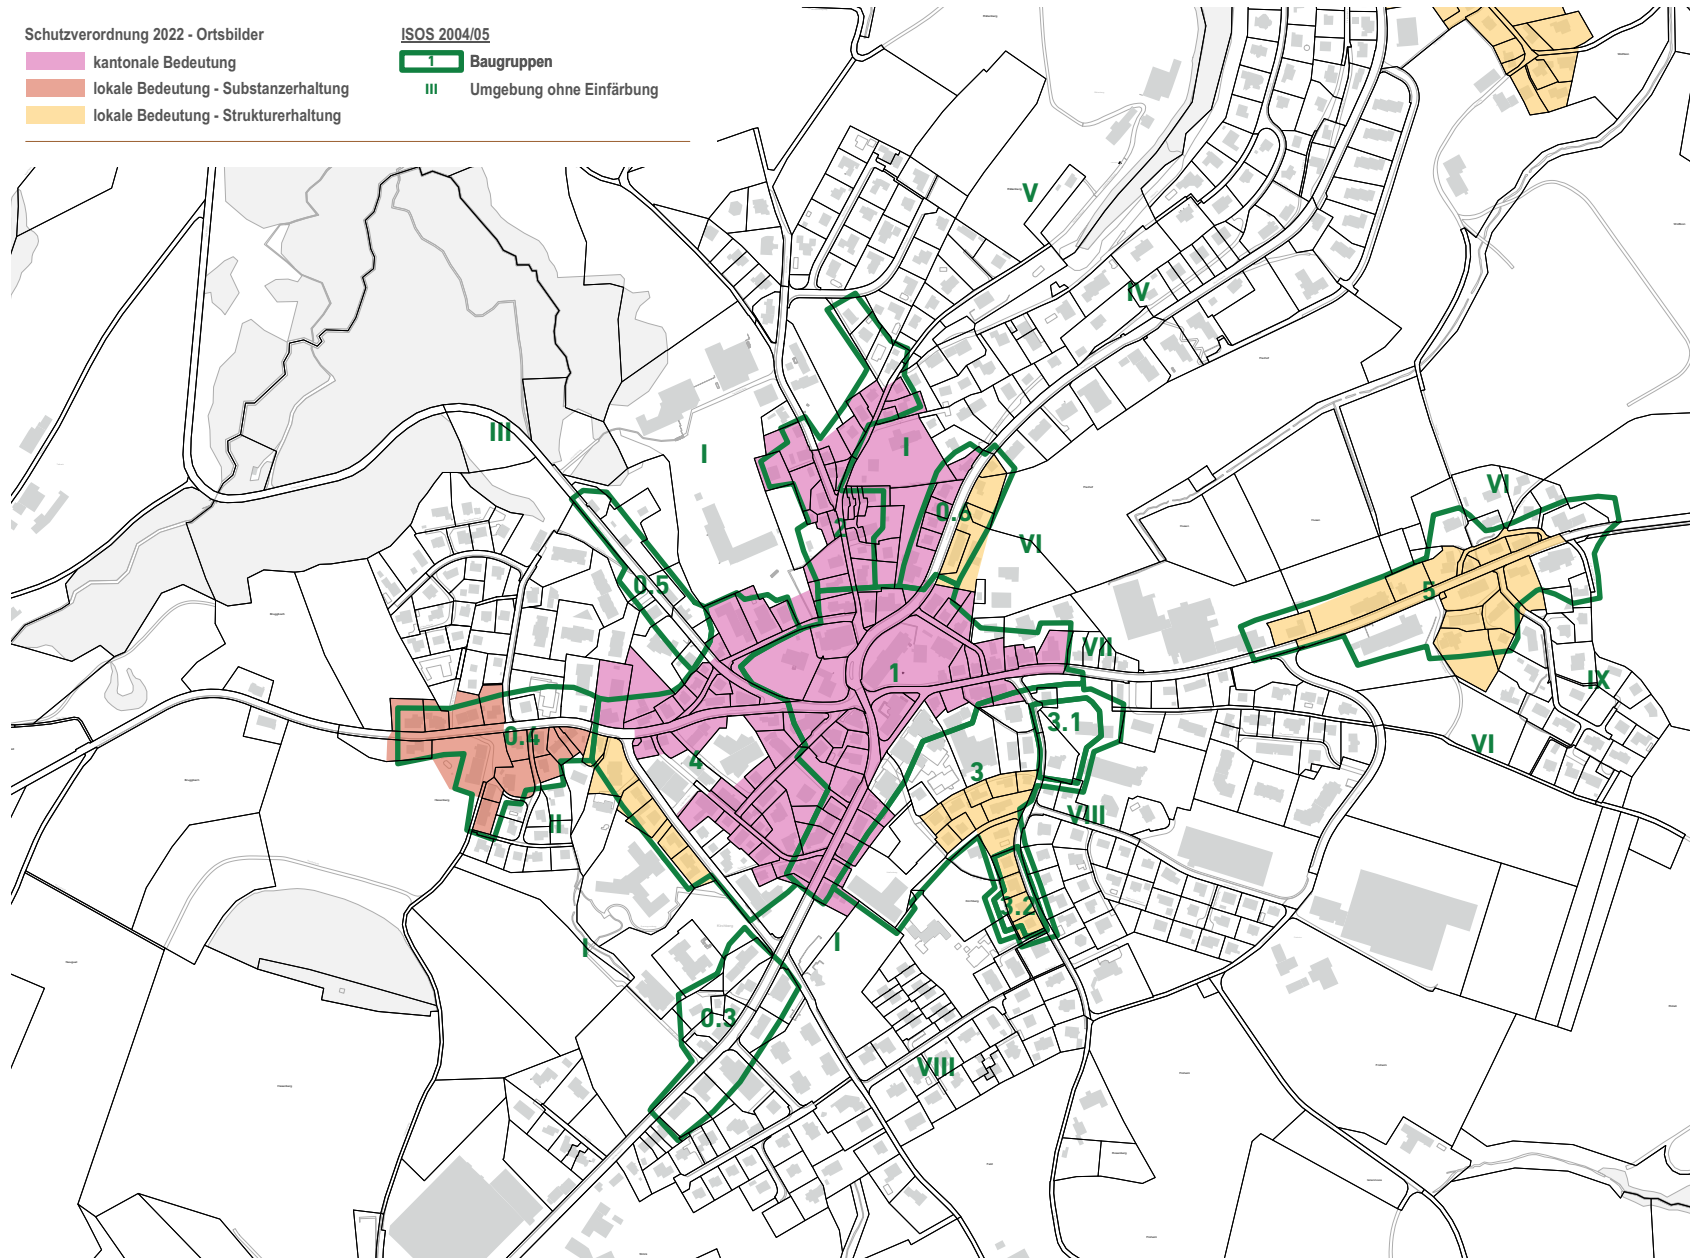 Schutzverordnung 2022 - Ortsbilder
kantonale Bedeutung
lokale Bedeutung - Substanzerhaltung
lokale Bedeutung - Strukturerhaltung
ISOS 2004/05
1 Baugruppen
III Umgebung ohne Einfärbung
V
IV
III
I
I
2
0.6
VI
VI
5
0.5
1
VII
IX
0.4
3.1
VI
4
3
II
VIII
3.2
I
I
0.3
VIII